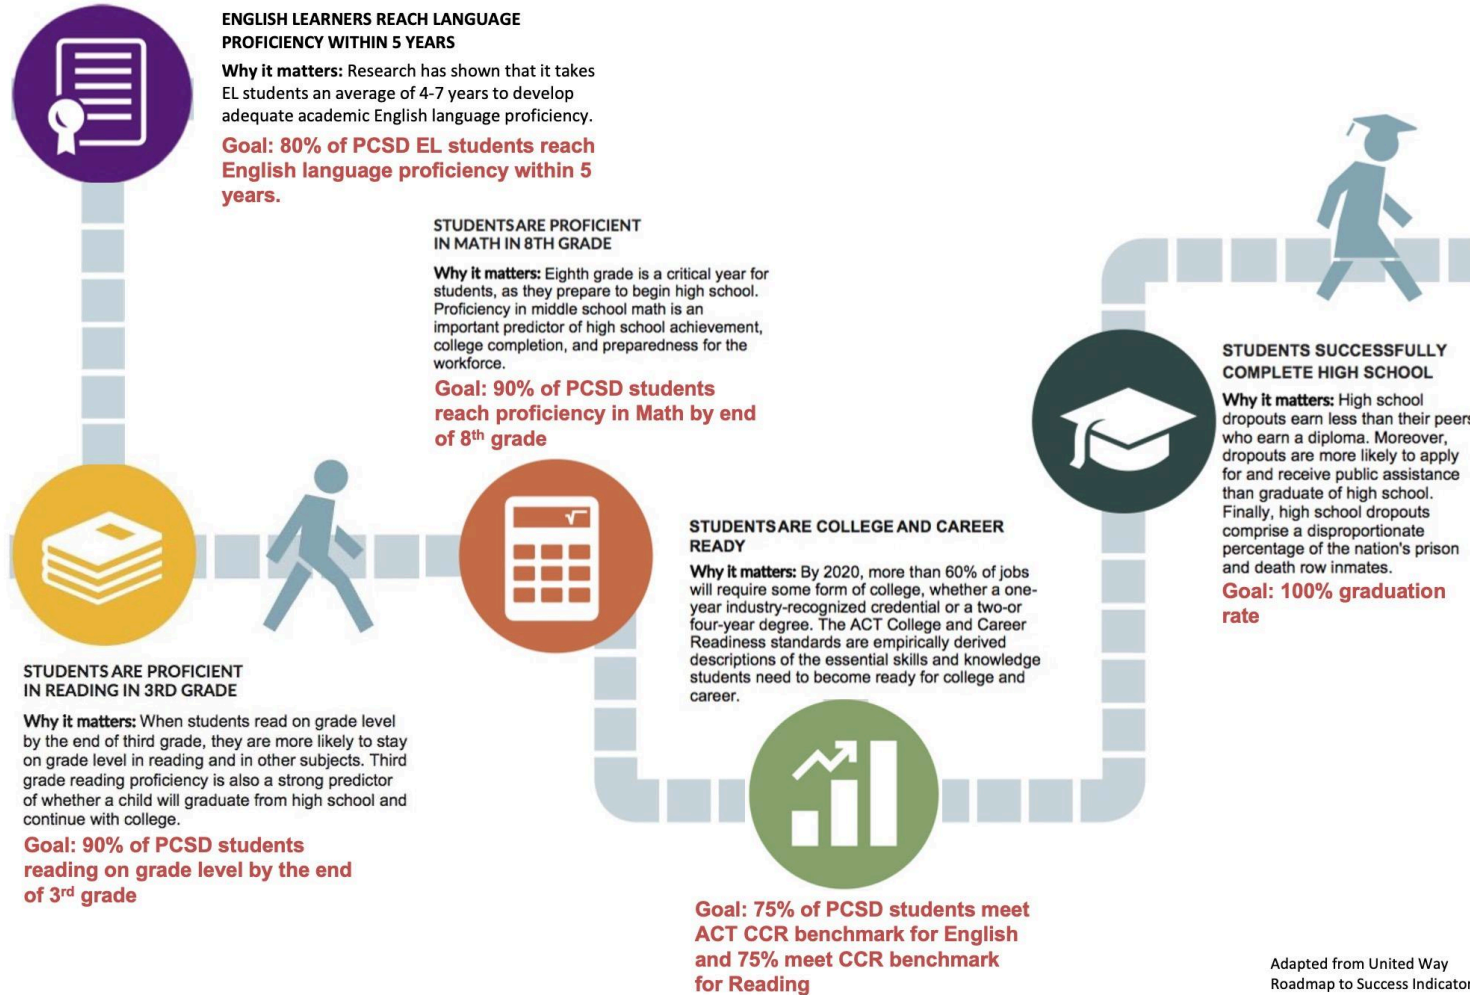 ENGLISH LEARNERS REACH LANGUAGE
PROFICIENCY WITHIN 5 YEARS
Why it matters: Research has shown that it takes
EL students an average of 4-7 years to develop
adequate academic English language proficiency.
Goal: 80% of PCSD EL students reach
English language proficiency within 5
years.
STUDENTS ARE PROFICIENT
IN MATH IN 8TH GRADE
Why it matters: Eighth grade is a critical year for
students, as they prepare to begin high school.
Proficiency in middle school math is an
important predictor of high school achievement,
college completion, and preparedness for the
workforce.
Goal: 90% of PCSD students
reach proficiency in Math by end
of 8th grade
STUDENTS ARE PROFICIENT
IN READING IN 3RD GRADE
Why it matters: When students read on grade level
by the end of third grade, they are more likely to stay
on grade level in reading and in other subjects. Third
grade reading proficiency is also a strong predictor
of whether a child will graduate from high school and
continue with college.
Goal: 90% of PCSD students
reading on grade level by the end
of 3rd grade
STUDENTS ARE COLLEGE AND CAREER
READY
Why it matters: By 2020, more than 60% of jobs
will require some form of college, whether a one-
year industry-recognized credential or a two-or
four-year degree. The ACT College and Career
Readiness standards are empirically derived
descriptions of the essential skills and knowledge
students need to become ready for college and
career.
Goal: 75% of PCSD students meet
ACT CCR benchmark for English
and 75% meet CCR benchmark
for Reading
STUDENTS SUCCESSFULLY
COMPLETE HIGH SCHOOL
Why it matters: High school
dropouts earn less than their peers
who earn a diploma. Moreover,
dropouts are more likely to apply
for and receive public assistance
than graduate of high school.
Finally, high school dropouts
comprise a disproportionate
percentage of the nation's prison
and death row inmates.
Goal: 100% graduation
rate
Adapted from United Way
Roadmap to Success Indicator